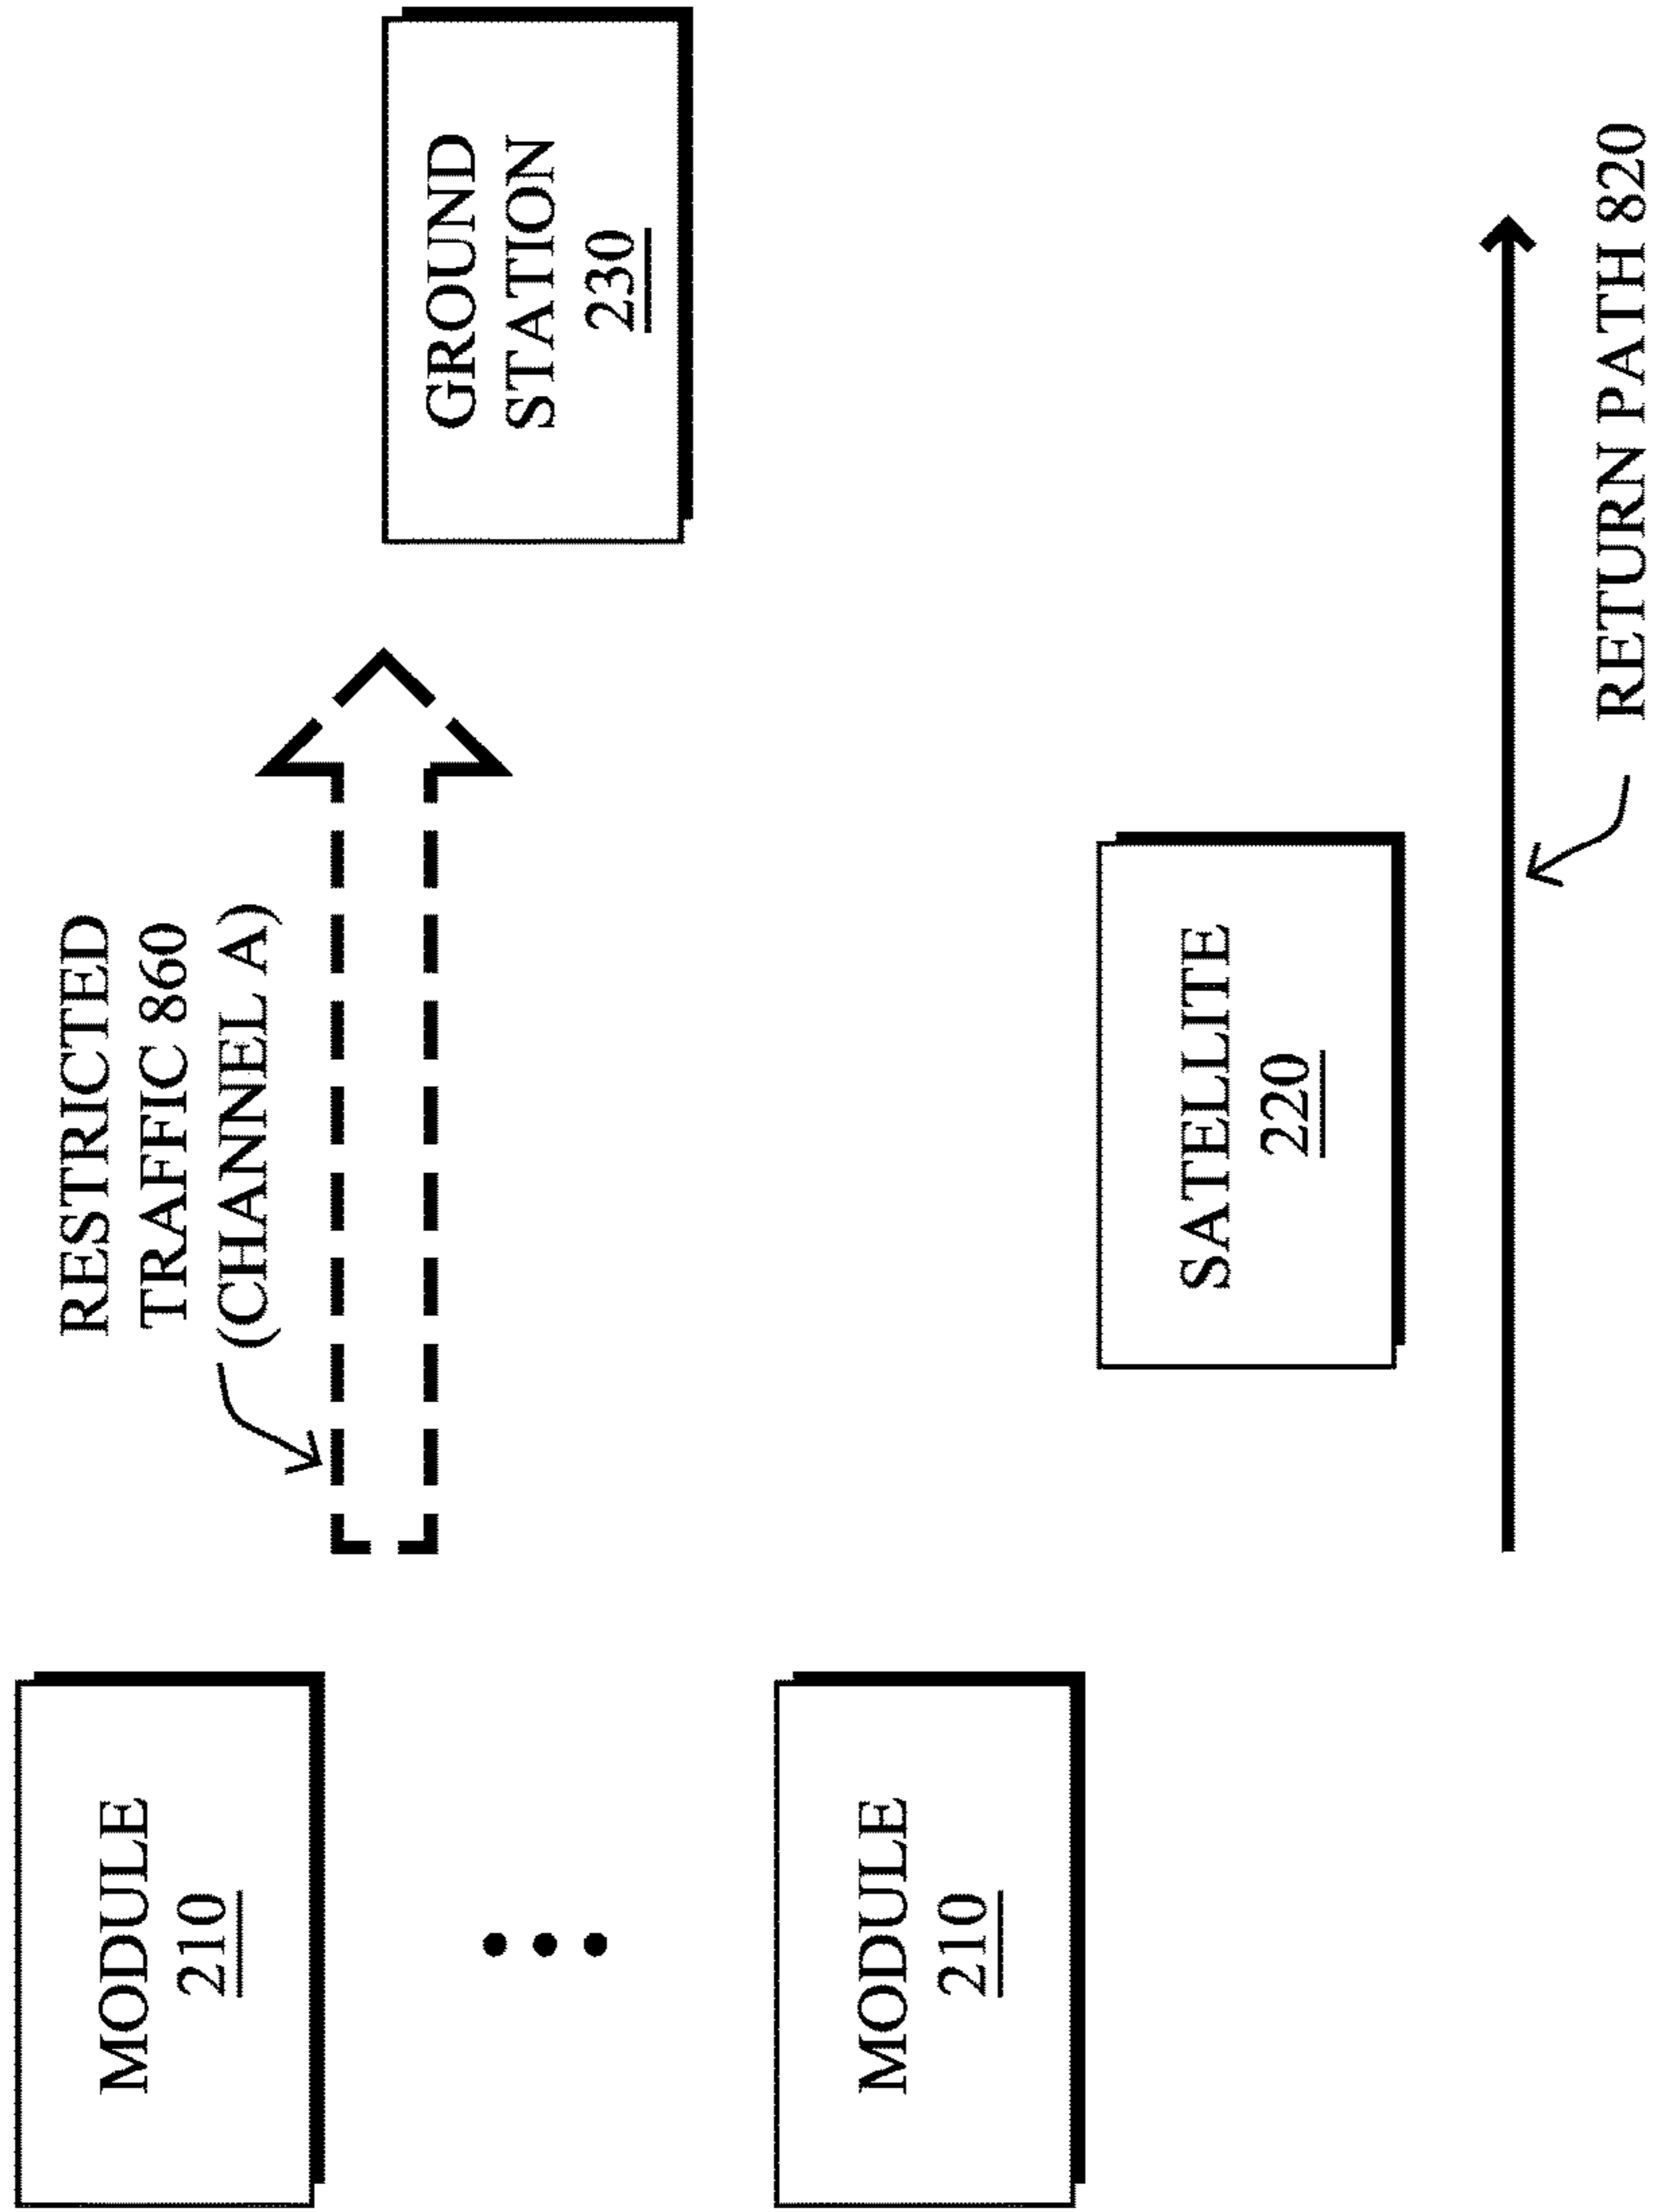 MODULE
210
MODULE
210
RESTRICTED
TRAFFIC 860
(CHANNEL A)
SATELLITE
220
GROUND
STATION
230
RETURN PATH 820